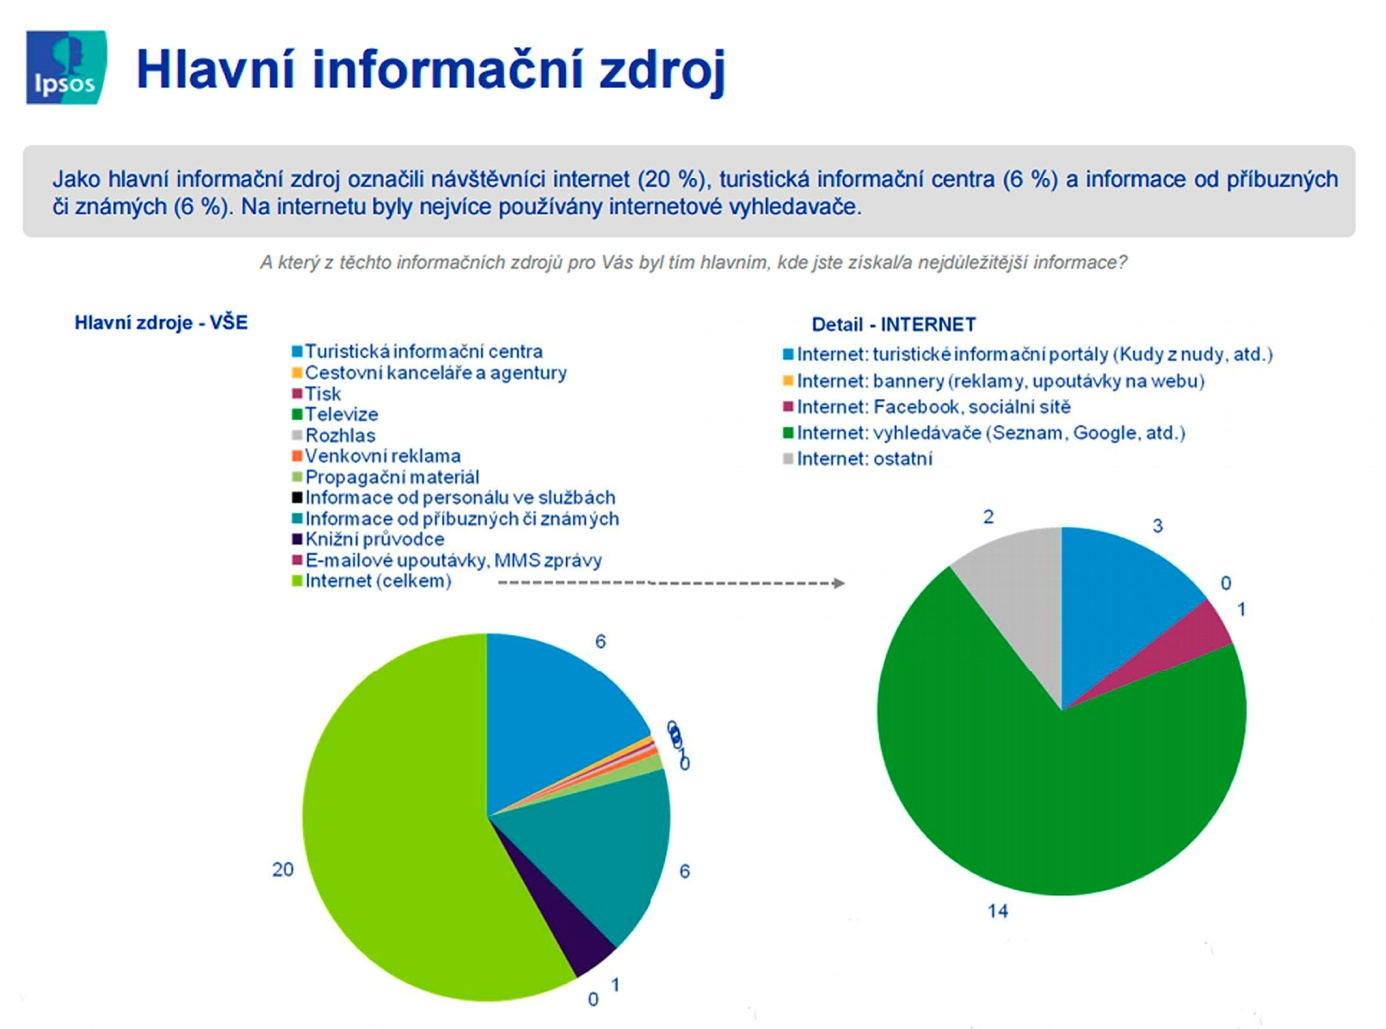 Ipsos
Hlavní informační zdroj
Jako hlavní informační zdroj označili návštěvníci internet (20 %), turistická informační centra (6 %) a informace od příbuzných
či známých (6 %). Na internetu byly nejvíce používány internetové vyhledavače.
A který z těchto informačních zdrojů pro Vás byl tím hlavním, kde jste získal/a nejdůležitější informace?
Hlavní zdroje - VŠE
Turistická informační centra
Cestovní kanceláře a agentury
Tisk
Televize
Rozhlas
Venkovní reklama
Propagační materiál
Informace od personálu ve službách
Informace od příbuzných či známých
Knižní průvodce
E-mailové upoutávky, MMS zprávy
Internet (celkem)
6
1
0
6
1
0
20
Detail - INTERNET
Internet: turistické informační portály (Kudy z nudy, atd.)
Internet: bannery (reklamy, upoutávky na webu)
Internet: Facebook, sociální sítě
Internet: vyhledávače (Seznam, Google, atd.)
Internet: ostatní
2
3
0
1
14